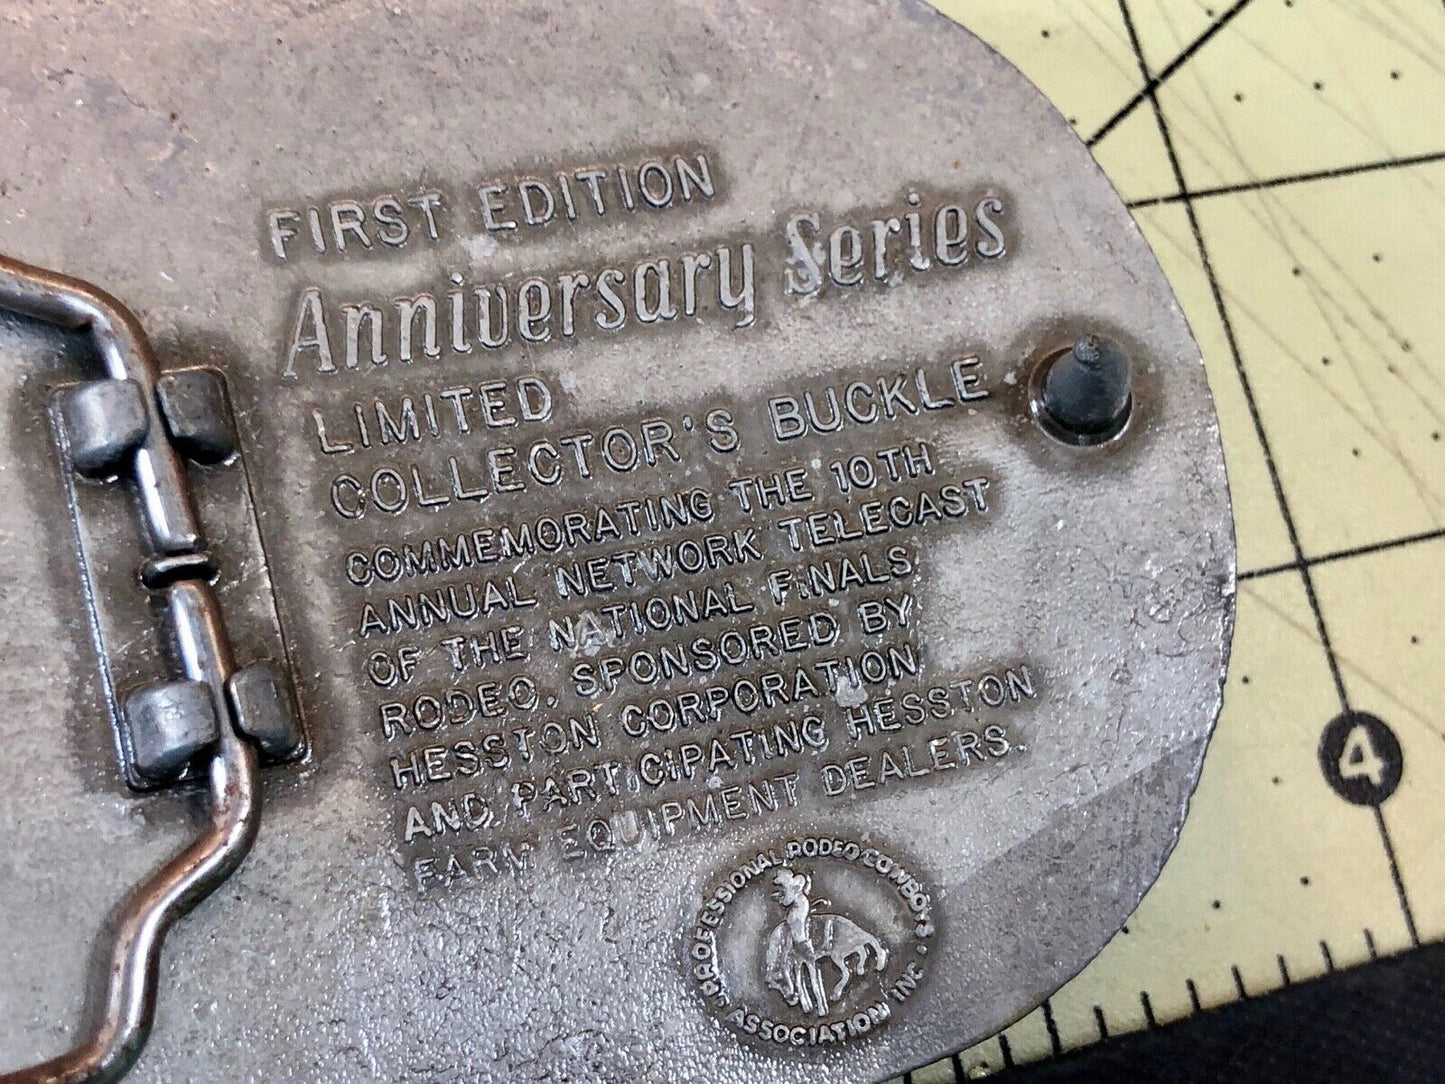 FIRST EDITION
Anniversary Series
LIMITED
COLLECTOR'S BUCKLE
COMMEMORATING THE 10TH
ANNUAL NETWORK TELECAST
OF THE NATIONAL FINALS
RODEO. SPONSORED BY
HESSTON CORPORATION
AND PARTICIPATING HESSTON
FARM EQUIPMENT DEALERS.
PROFESSIONAL RODEO COWBOYS
ASSOCIATION INC.
4